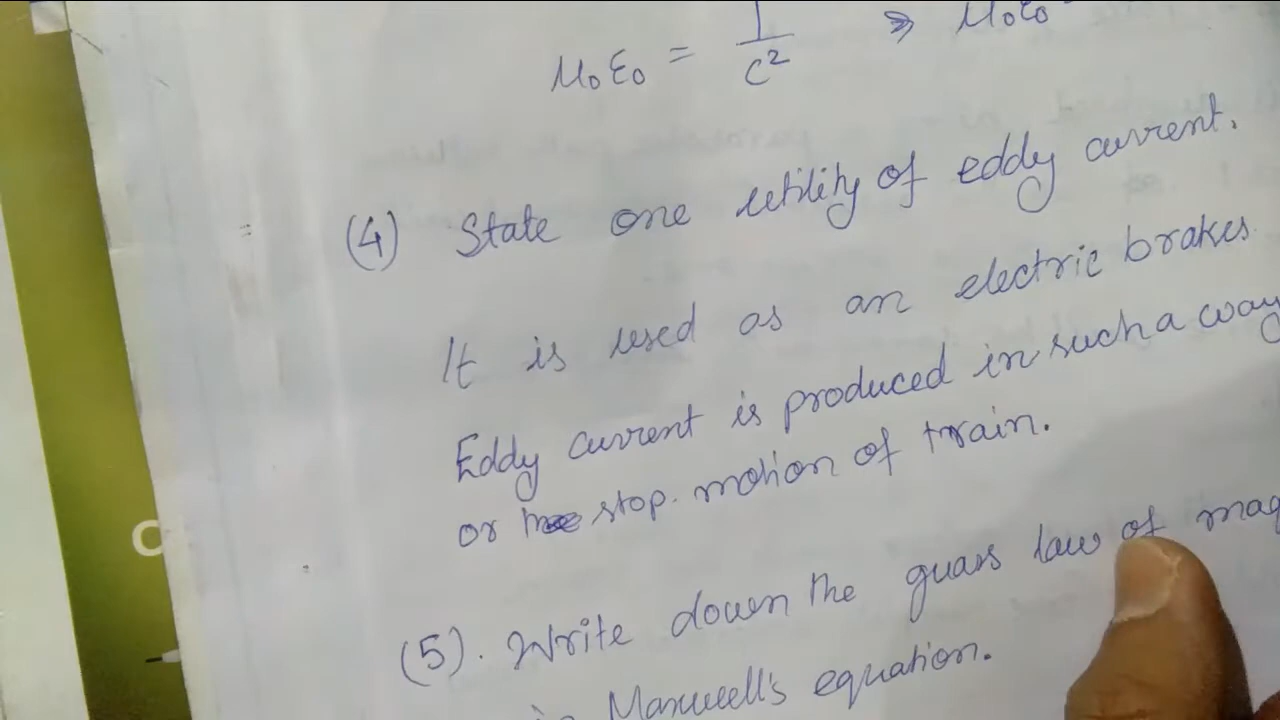 μ₀ε₀ = 1/c² ⇒ μ₀ε₀
(4) State one utility of eddy current.
It is used as an electric brakes
Eddy current is produced in such a way
or stop. motion of train.
(5). Write down the guass law of mag
in Maxwell's equation.
C